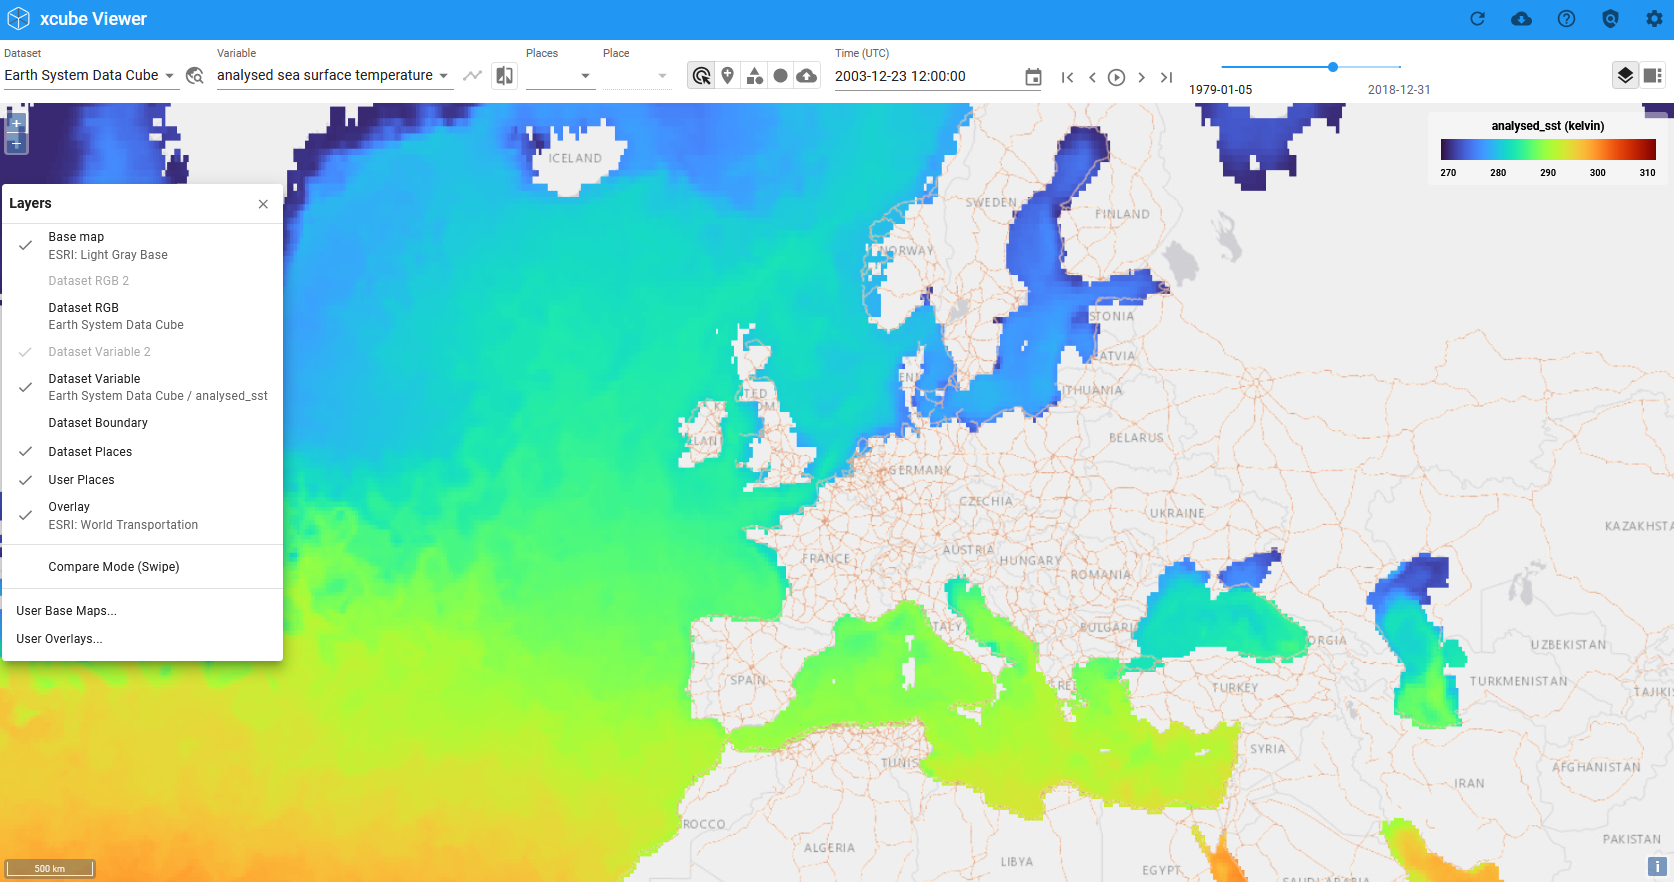 xcube Viewer
Dataset
Variable
Places
Place
Time (UTC)
Earth System Data Cube
analysed sea surface temperature
2003-12-23 12:00:00
1979-01-05
2018-12-31
+
−
analysed_sst (kelvin)
270 280 290 300 310
Layers
Base map
ESRI: Light Gray Base
Dataset RGB 2
Dataset RGB
Earth System Data Cube
Dataset Variable 2
Dataset Variable
Earth System Data Cube / analysed_sst
Dataset Boundary
Dataset Places
User Places
Overlay
ESRI: World Transportation
Compare Mode (Swipe)
User Base Maps...
User Overlays...
ICELAND
SWEDEN
FINLAND
NORWAY
STONIA
ATVIA
ITHUANIA
BELARUS
GERMANY
CZECHIA
UKRAINE
KAZAKHSTA
AUSTRIA
HUNGARY
FRANCE
ROMANIA
ITALY
BULGARI
ORGIA
UZBEKISTAN
SPAIN
TURKEY
TURKMENISTAN
TAJIKIS
SYRIA
TUNIS
AFGHANISTAN
IRAN
ROCCO
ALGERIA
LIBYA
EGYPT
PAKISTAN
SAUDI ARABIA
500 km
i